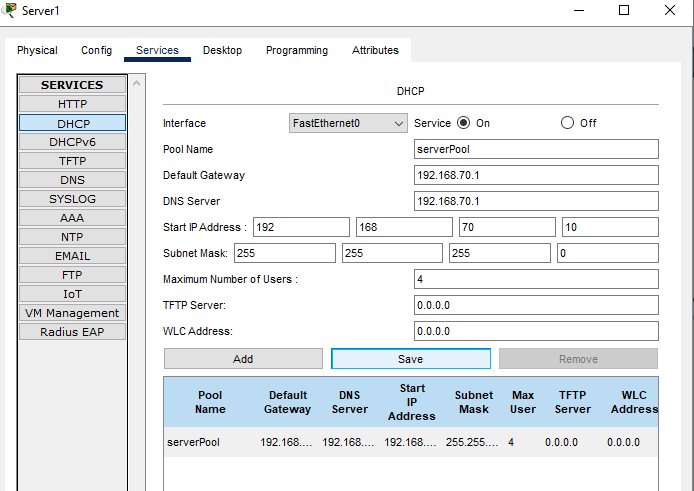 Server1
Physical Config Services Desktop Programming Attributes
SERVICES
HTTP
DHCP
DHCPv6
TFTP
DNS
SYSLOG
AAA
NTP
EMAIL
FTP
IoT
VM Management
Radius EAP
DHCP
Interface FastEthernet0 Service On Off
Pool Name serverPool
Default Gateway 192.168.70.1
DNS Server 192.168.70.1
Start IP Address : 192 168 70 10
Subnet Mask: 255 255 255 0
Maximum Number of Users : 4
TFTP Server: 0.0.0.0
WLC Address: 0.0.0.0
Add Save Remove
Pool Name Default Gateway DNS Server Start IP Address Subnet Mask Max User TFTP Server WLC Address
serverPool 192.168.... 192.168.... 192.168.... 255.255.... 4 0.0.0.0 0.0.0.0